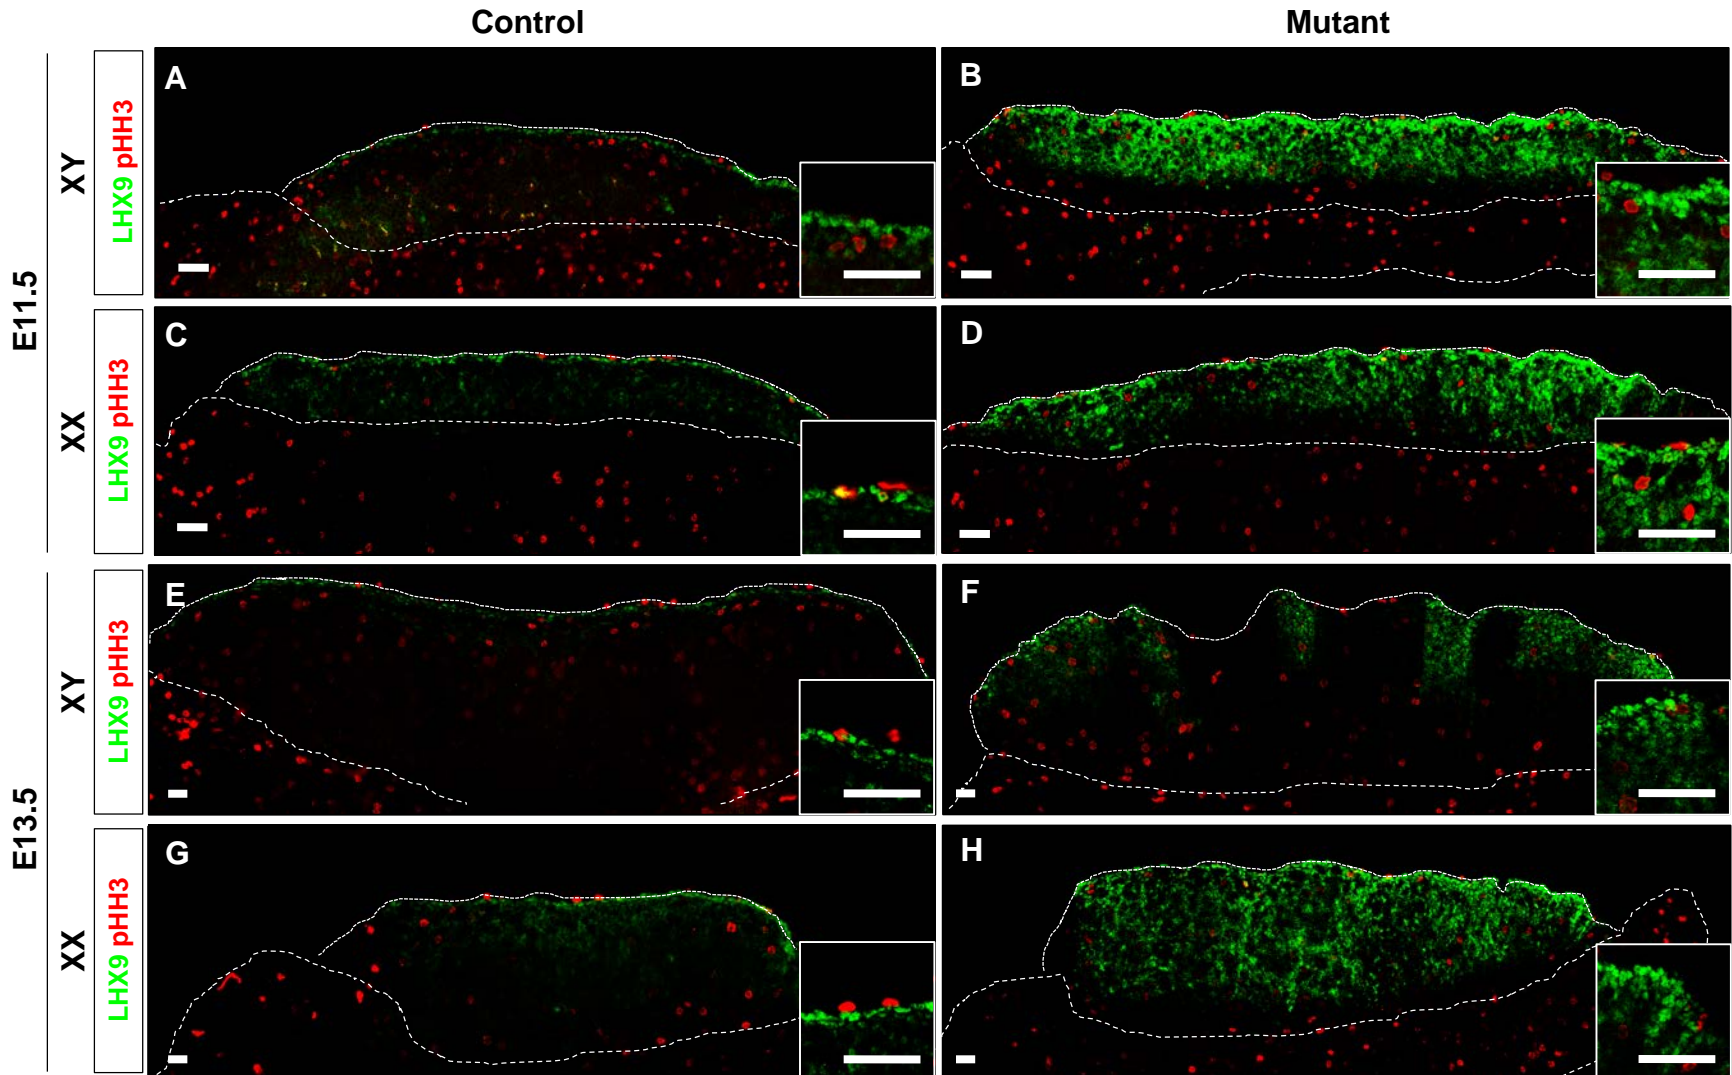 Control
Mutant
E11.5
XY
LHX9 pHH3
A
B
XX
LHX9 pHH3
C
D
E13.5
XY
LHX9 pHH3
E
F
XX
LHX9 pHH3
G
H